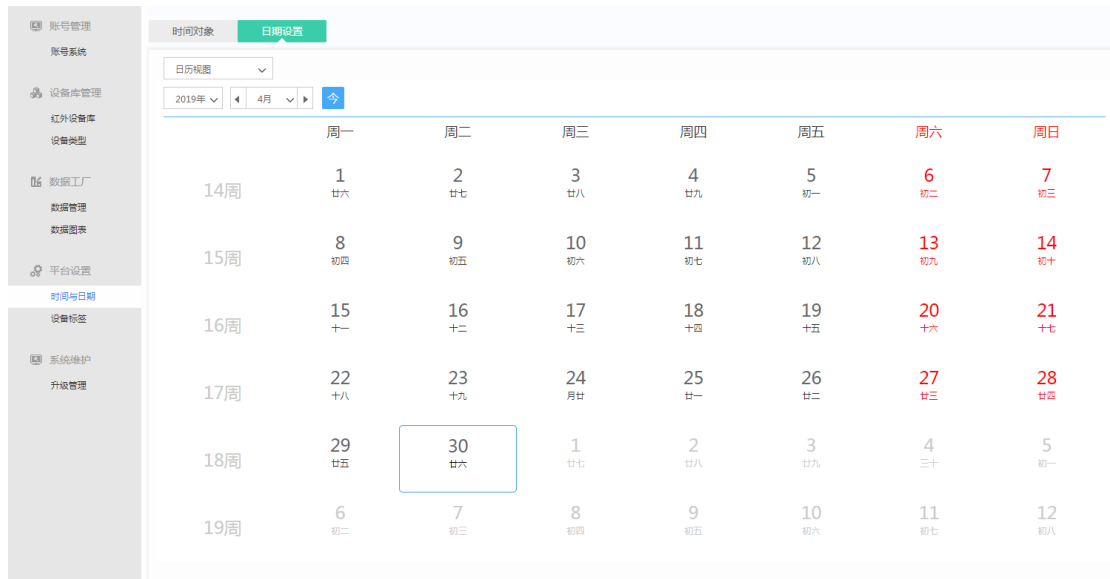 账号管理
账号系统
设备库管理
红外设备库
设备类型
数据工厂
数据管理
数据图表
平台设置
时间与日期
设备标签
系统维护
升级管理
时间对象 日期设置
日历视图
2019年 4月 今
周一 周二 周三 周四 周五 周六 周日
14周 1 2 3 4 5 6 7
廿六 廿七 廿八 廿九 初一 初二 初三
15周 8 9 10 11 12 13 14
初四 初五 初六 初七 初八 初九 初十
16周 15 16 17 18 19 20 21
十一 十二 十三 十四 十五 十六 十七
17周 22 23 24 25 26 27 28
十八 十九 月廿 廿一 廿二 廿三 廿四
18周 29 30 1 2 3 4 5
廿五 廿六 廿七 廿八 廿九 三十 初一
19周 6 7 8 9 10 11 12
初二 初三 初四 初五 初六 初七 初八